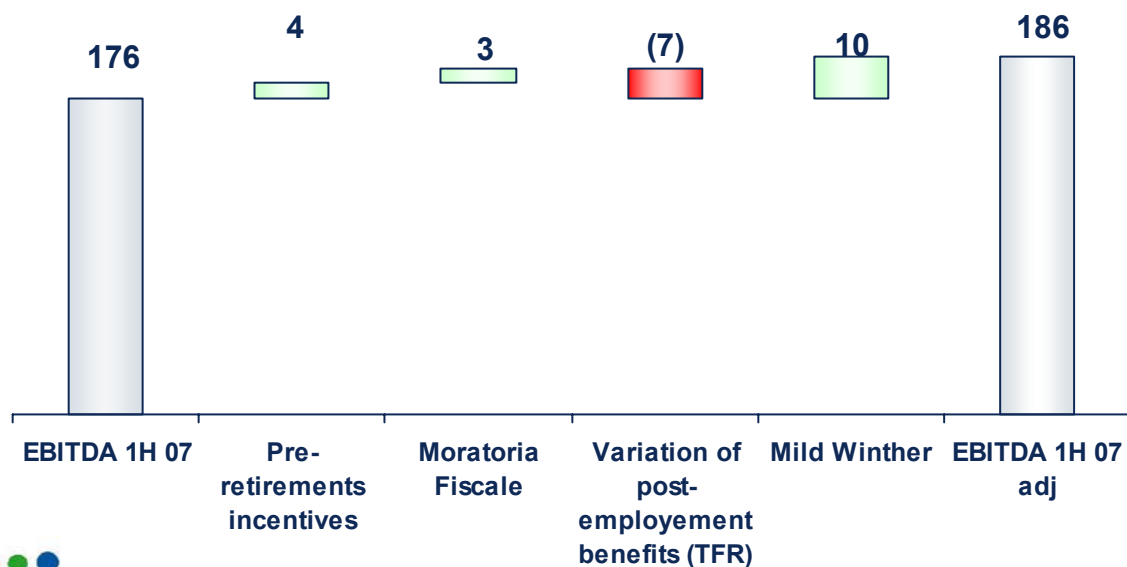 176
4
3
(7)
10
186
EBITDA 1H 07
Pre-
retirements
incentives
Moratoria
Fiscale
Variation of
post-
employement
benefits (TFR)
Mild Winther
EBITDA 1H 07
adj